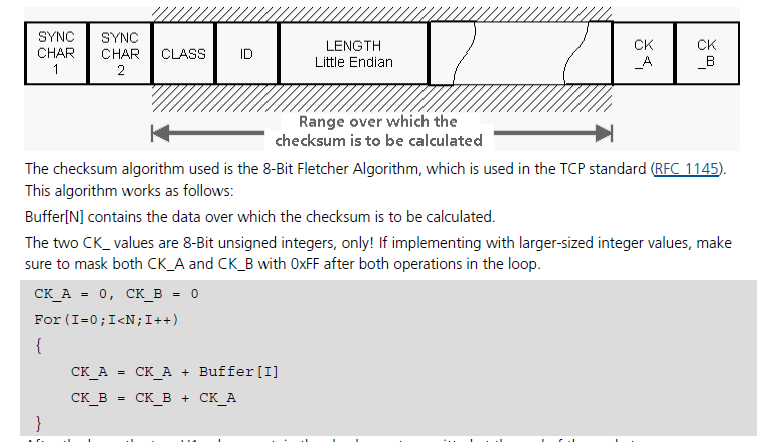 SYNC CHAR 1
SYNC CHAR 2
CLASS
ID
LENGTH
Little Endian
CK_A
CK_B
Range over which the
checksum is to be calculated
The checksum algorithm used is the 8-Bit Fletcher Algorithm, which is used in the TCP standard (RFC 1145).
This algorithm works as follows:
Buffer[N] contains the data over which the checksum is to be calculated.
The two CK_ values are 8-Bit unsigned integers, only! If implementing with larger-sized integer values, make
sure to mask both CK_A and CK_B with 0xFF after both operations in the loop.
CK_A = 0, CK_B = 0
For(I=0;I<N;I++)
{
CK_A = CK_A + Buffer[I]
CK_B = CK_B + CK_A
}